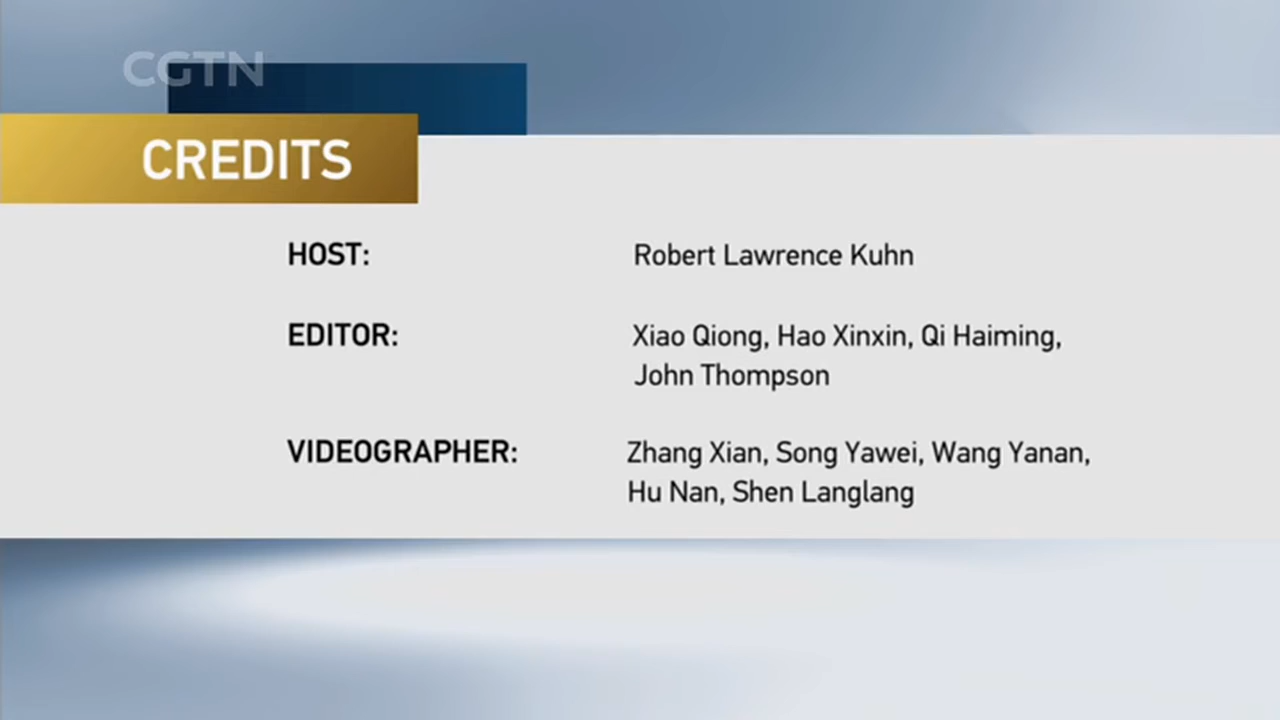 CGTN
CREDITS
HOST: Robert Lawrence Kuhn
EDITOR: Xiao Qiong, Hao Xinxin, Qi Haiming,
John Thompson
VIDEOGRAPHER: Zhang Xian, Song Yawei, Wang Yanan,
Hu Nan, Shen Langlang